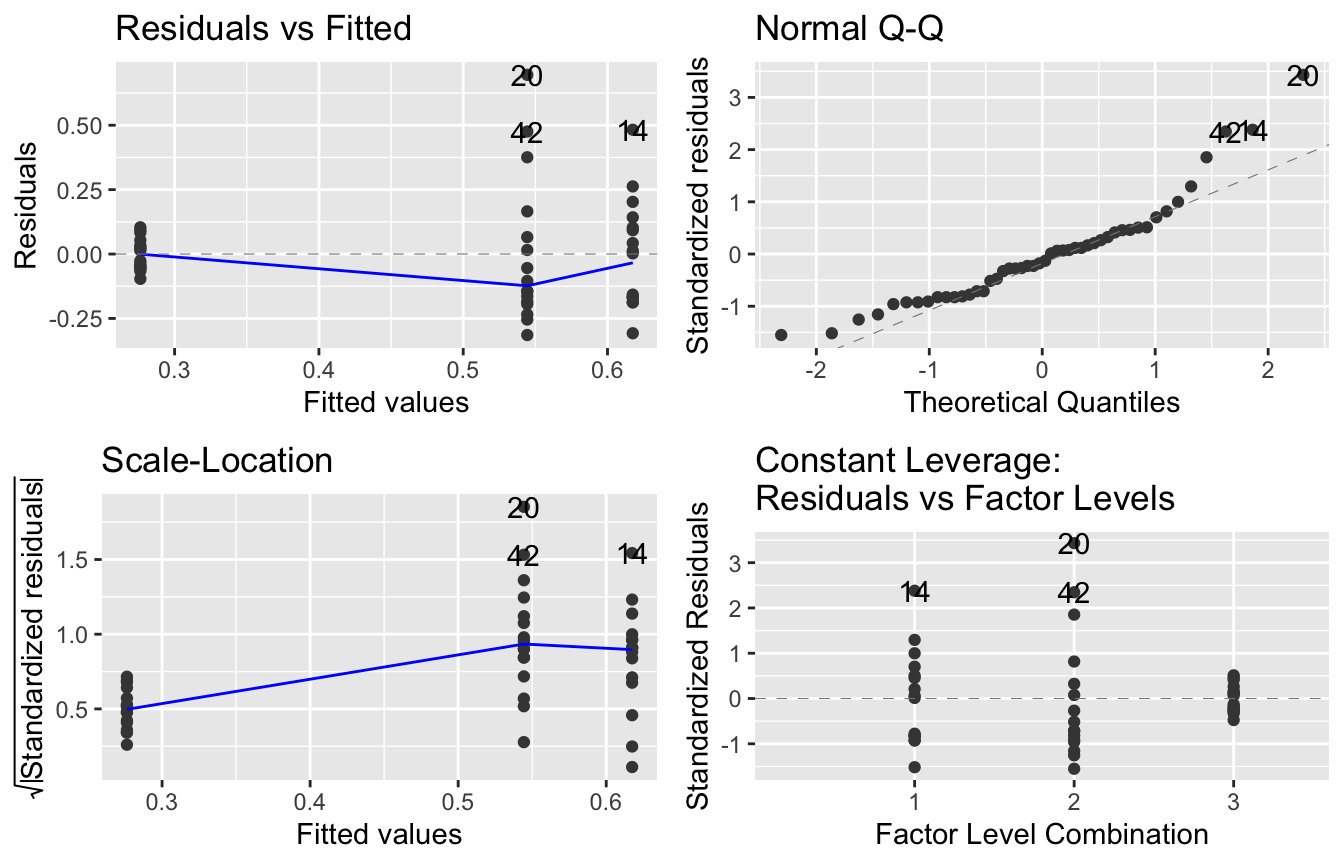 Residuals vs Fitted
Residuals
0.50
0.25
0.00
-0.25
20
42
14
0.3 0.4 0.5 0.6
Fitted values
Normal Q-Q
Standardized residuals
3
2
1
0
-1
20
42
14
-2 -1 0 1 2
Theoretical Quantiles
Scale-Location
√|Standardized residuals|
1.5
1.0
0.5
20
42
14
0.3 0.4 0.5 0.6
Fitted values
Constant Leverage:
Residuals vs Factor Levels
Standardized Residuals
3
2
1
0
-1
20
14
42
1 2 3
Factor Level Combination